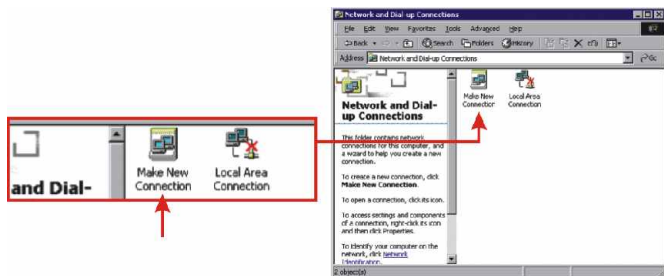 and Dial-
Make New
Connection
Local Area
Connection
Network and Dial-up Connections
File Edit View Favorites Tools Advanced Help
Back Search Folders History
Address Network and Dial-up Connections Go
Network and Dial-
up Connections
This folder contains network
connections for this computer, and
a wizard to help you create a new
connection.
To create a new connection, click
Make New Connection.
To open a connection, click its icon.
To access settings and components
of a connection, right-click its icon
and then click Properties.
To identify your computer on the
network, click Network
Identification.
Make New
Connection
Local Area
Connection
2 object(s)